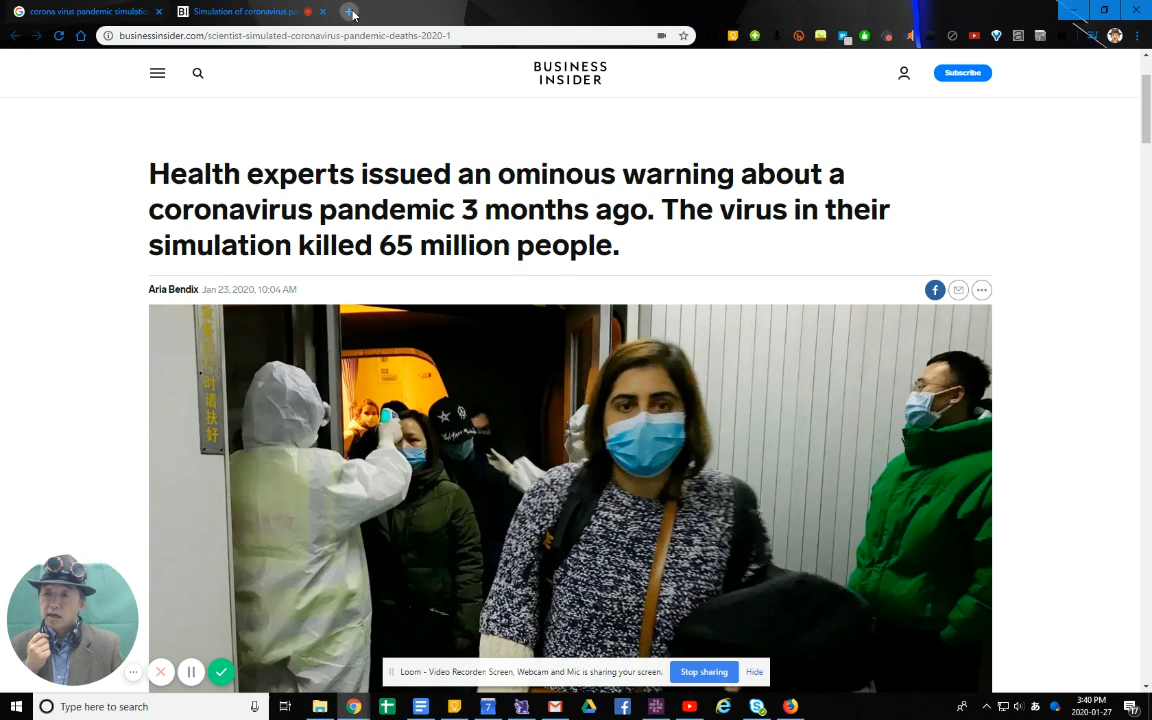 corona virus pandemic simulatio
BI Simulation of coronavirus p
businessinsider.com/scientist-simulated-coronavirus-pandemic-deaths-2020-1
BUSINESS
INSIDER
Subscribe
Health experts issued an ominous warning about a
coronavirus pandemic 3 months ago. The virus in their
simulation killed 65 million people.
Aria Bendix Jan 23, 2020, 10:04 AM
Loom - Video Recorder: Screen, Webcam and Mic is sharing your screen.
Stop sharing
Hide
Type here to search
3:40 PM
2020-01-27